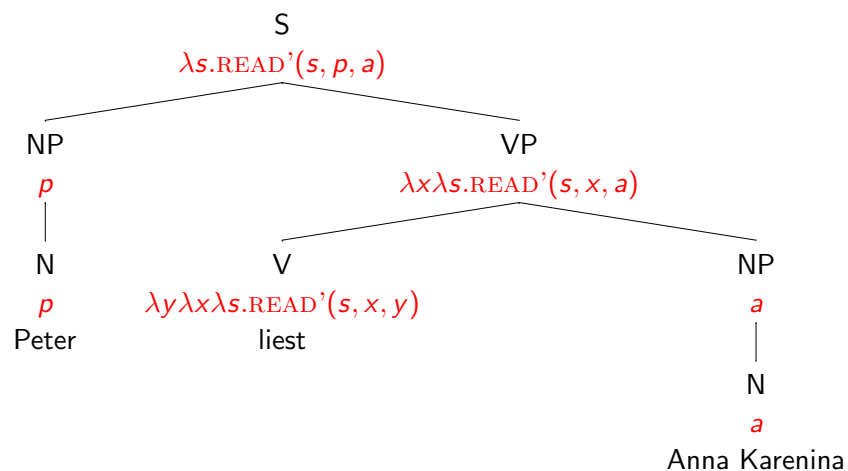 S
λs.READ’(s, p, a)
NP VP
p λxλs.READ’(s, x, a)
N V NP
p λyλxλs.READ’(s, x, y) a
Peter liest
N
a
Anna Karenina